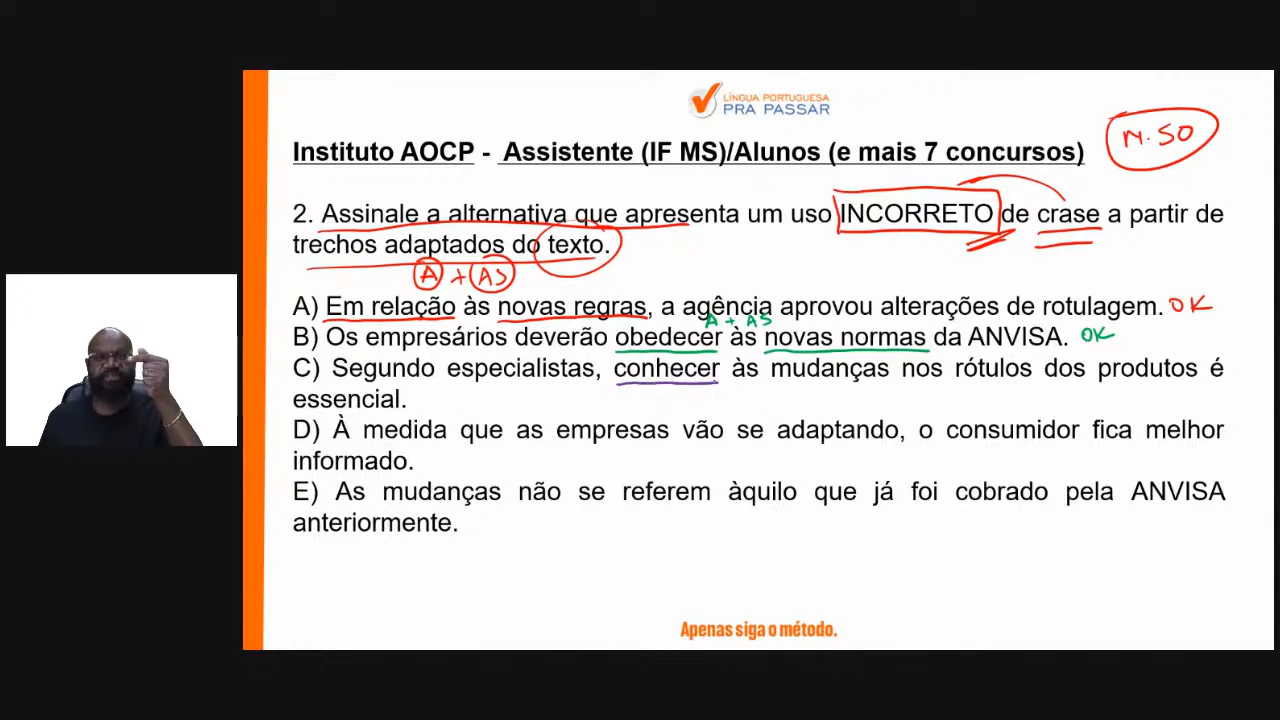 LÍNGUA PORTUGUESA
PRA PASSAR
M. 50
Instituto AOCP - Assistente (IF MS)/Alunos (e mais 7 concursos)
2. Assinale a alternativa que apresenta um uso INCORRETO de crase a partir de
trechos adaptados do texto.
A + AS
A) Em relação às novas regras, a agência aprovou alterações de rotulagem. OK
A + AS
B) Os empresários deverão obedecer às novas normas da ANVISA. OK
C) Segundo especialistas, conhecer às mudanças nos rótulos dos produtos é
essencial.
D) À medida que as empresas vão se adaptando, o consumidor fica melhor
informado.
E) As mudanças não se referem àquilo que já foi cobrado pela ANVISA
anteriormente.
Apenas siga o método.